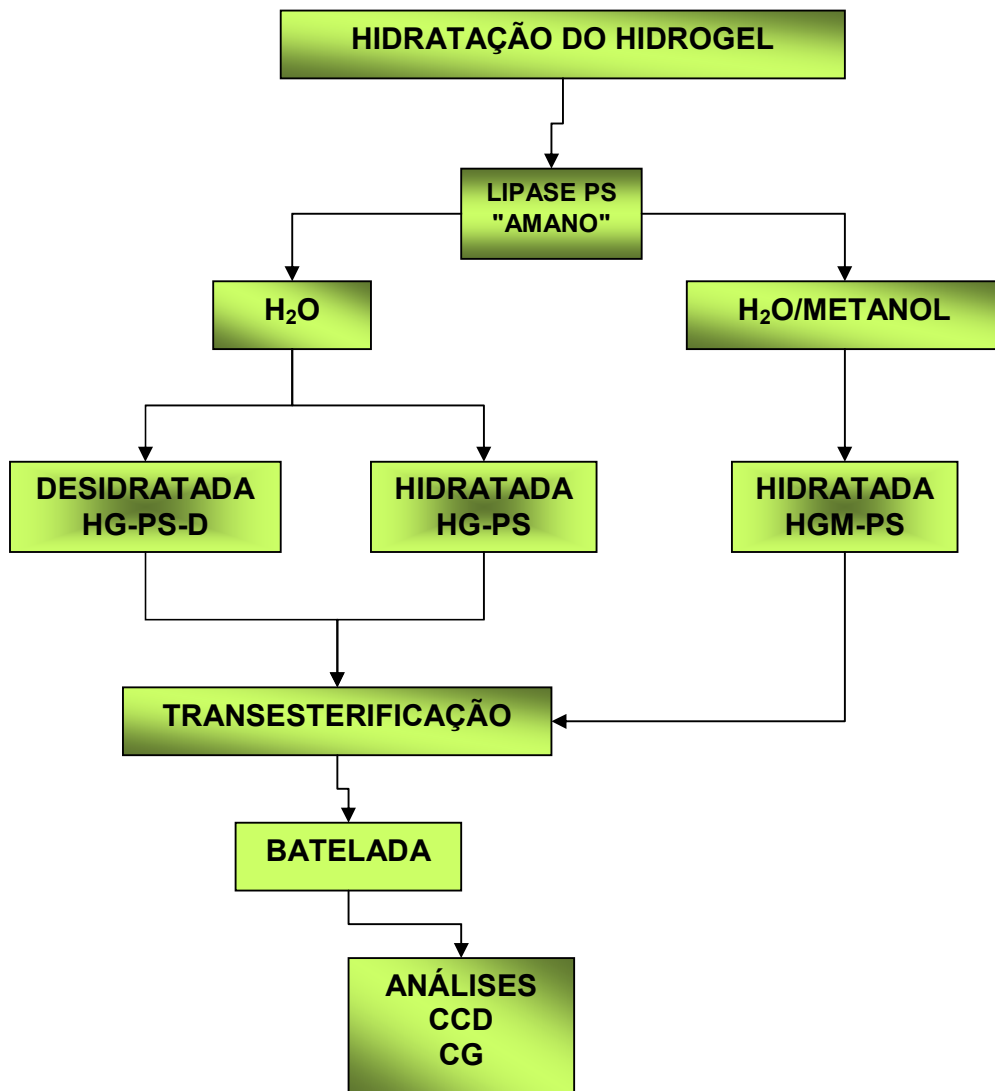 HIDRATAÇÃO DO HIDROGEL
LIPASE PS
"AMANO"
H₂O
H₂O/METANOL
DESIDRATADA
HG-PS-D
HIDRATADA
HG-PS
HIDRATADA
HGM-PS
TRANSESTERIFICAÇÃO
BATELADA
ANÁLISES
CCD
CG